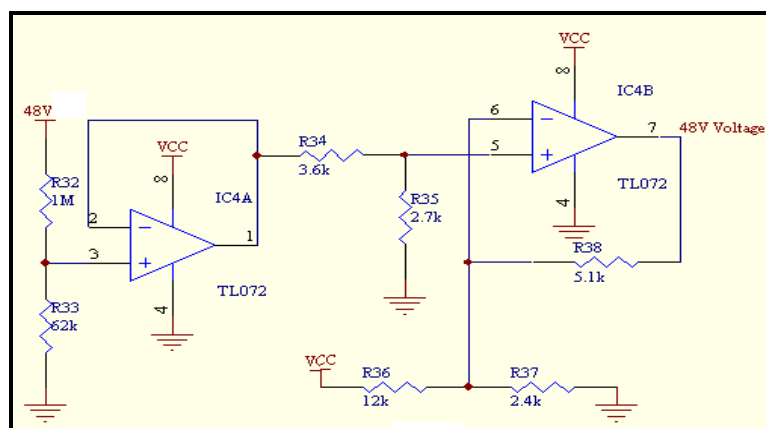 48V
R32
1M
R33
62k
2
3
VCC
8
IC4A
1
4
TL072
R34
3.6k
R35
2.7k
VCC
8
IC4B
6
5
7
48V Voltage
TL072
4
R38
5.1k
VCC
R36
12k
R37
2.4k